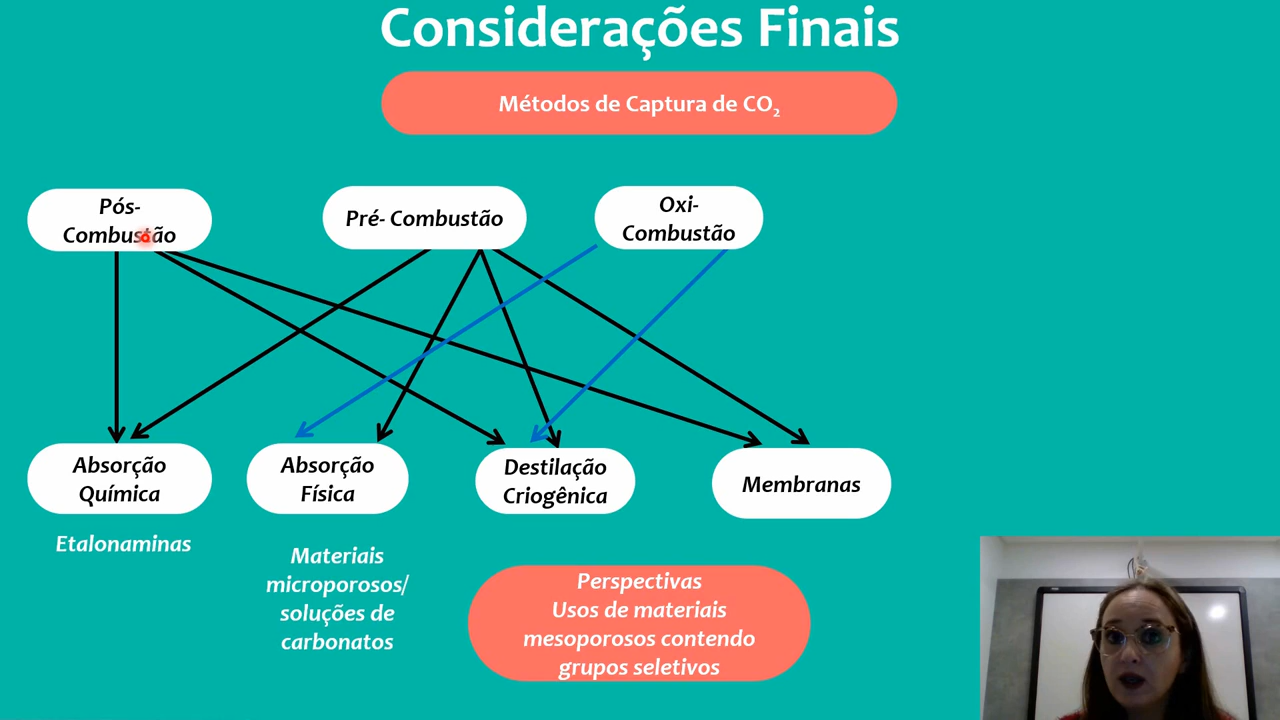 Considerações Finais
Métodos de Captura de CO₂
Pós-
Combustão
Pré- Combustão
Oxi-
Combustão
Absorção
Química
Absorção
Física
Destilação
Criogênica
Membranas
Etalonaminas
Materiais
microporosos/
soluções de
carbonatos
Perspectivas
Usos de materiais
mesoporosos contendo
grupos seletivos